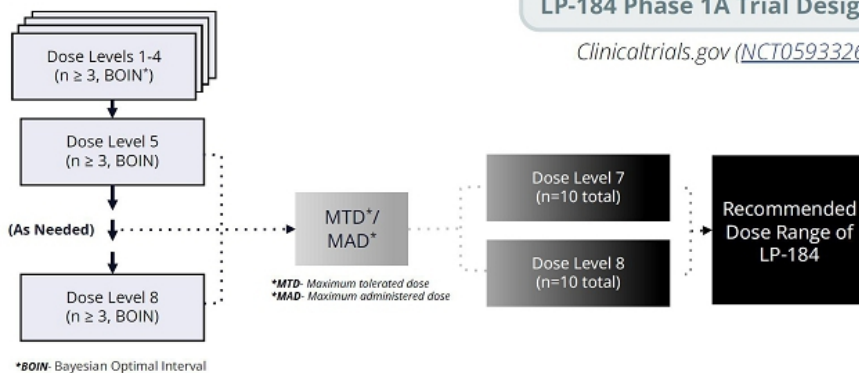 LP-184 Phase 1A Trial Desig
Clinicaltrials.gov (NCT0593326
Dose Levels 1-4
(n ≥ 3, BOIN*)
Dose Level 5
(n ≥ 3, BOIN)
(As Needed)
Dose Level 8
(n ≥ 3, BOIN)
*BOIN- Bayesian Optimal Interval
MTD*/
MAD*
*MTD- Maximum tolerated dose
*MAD- Maximum administered dose
Dose Level 7
(n=10 total)
Dose Level 8
(n=10 total)
Recommended
Dose Range of
LP-184